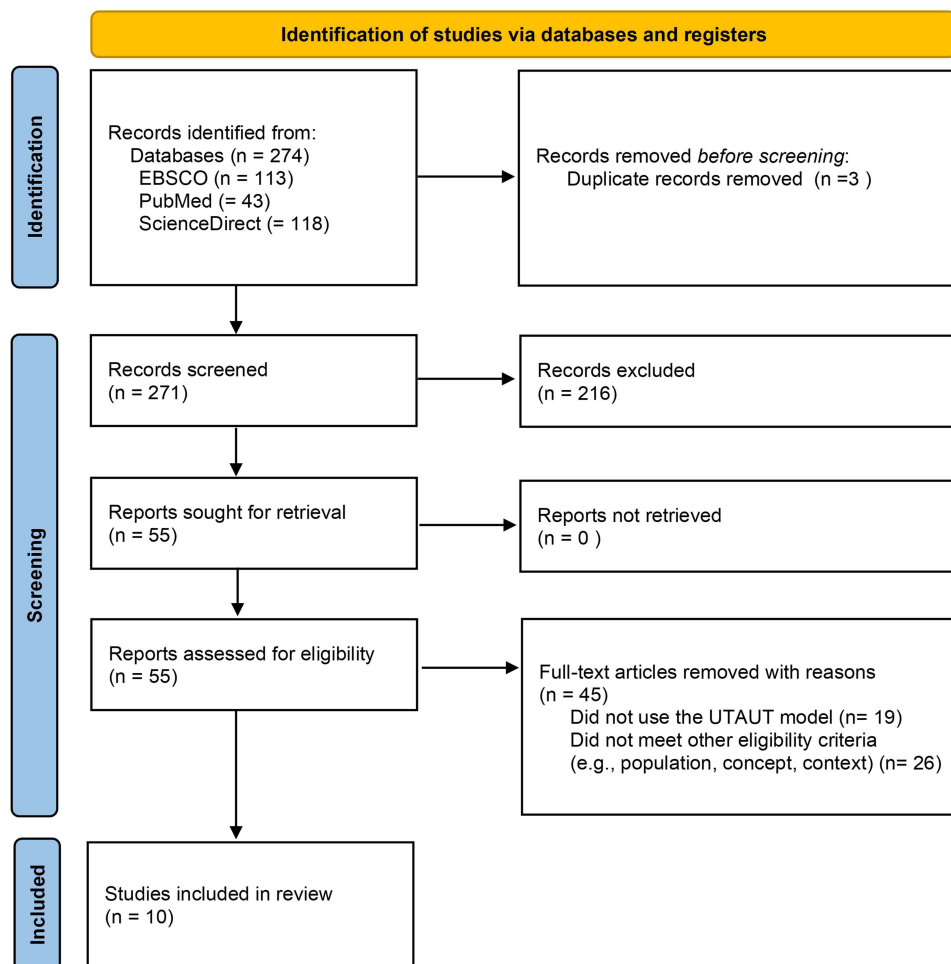 Identification of studies via databases and registers
Identification
Records identified from:
Databases (n = 274)
EBSCO (n = 113)
PubMed (= 43)
ScienceDirect (= 118)
Records removed before screening:
Duplicate records removed (n =3 )
Screening
Records screened
(n = 271)
Records excluded
(n = 216)
Reports sought for retrieval
(n = 55)
Reports not retrieved
(n = 0 )
Reports assessed for eligibility
(n = 55)
Full-text articles removed with reasons
(n = 45)
Did not use the UTAUT model (n= 19)
Did not meet other eligibility criteria
(e.g., population, concept, context) (n= 26)
Included
Studies included in review
(n = 10)